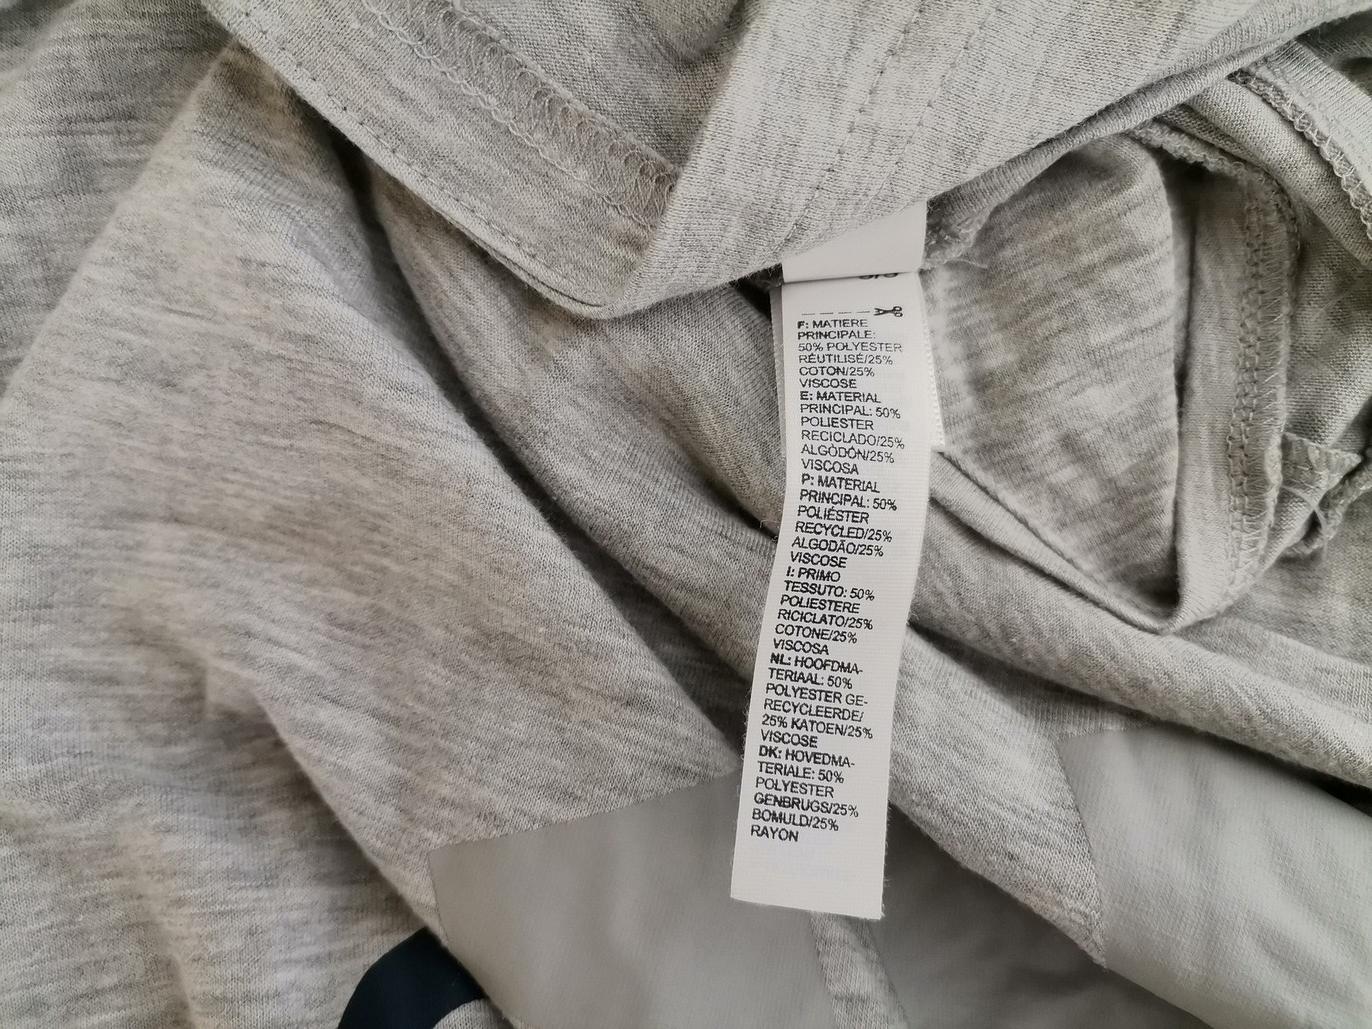 F: MATIERE
PRINCIPALE:
50% POLYESTER
RÉUTILISÉ/25%
COTON/25%
VISCOSE
E: MATERIAL
PRINCIPAL: 50%
POLIESTER
RECICLADO/25%
ALGODÓN/25%
VISCOSA
P: MATERIAL
PRINCIPAL: 50%
POLIÉSTER
RECYCLED/25%
ALGODÃO/25%
VISCOSE
I: PRIMO
TESSUTO: 50%
POLIESTERE
RICICLATO/25%
COTONE/25%
VISCOSA
NL: HOOFDMA-
TERIAAL: 50%
POLYESTER GE-
RECYCLEERDE/
25% KATOEN/25%
VISCOSE
DK: HOVEDMA-
TERIALE: 50%
POLYESTER
GENBRUGS/25%
BOMULD/25%
RAYON